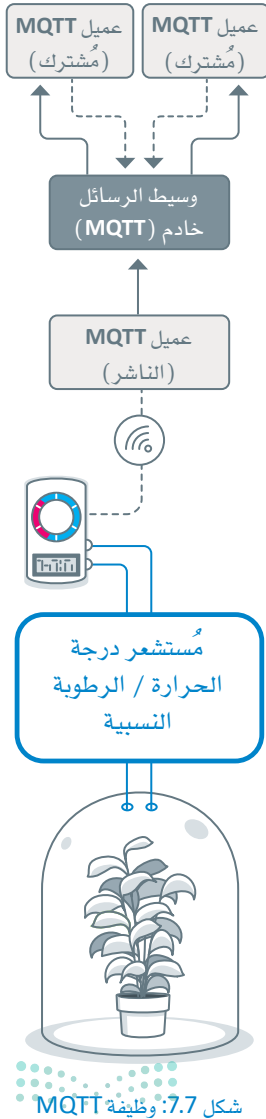 عميل MQTT
(مُشترك)
عميل MQTT
(مُشترك)
وسيط الرسائل
خادم (MQTT)
عميل MQTT
(الناشر)
مُستشعر درجة
الحرارة / الرطوبة
النسبية
شكل 7.7: وظيفة MQTT